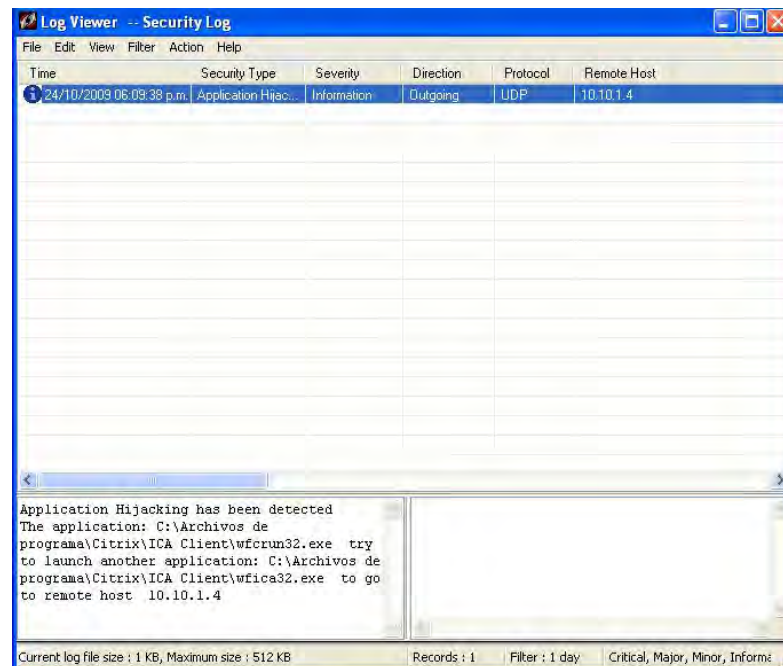 Log Viewer -- Security Log
File Edit View Filter Action Help
Time Security Type Severity Direction Protocol Remote Host
24/10/2009 06:09:38 p.m. Application Hijac... Information Outgoing UDP 10.10.1.4
Application Hijacking has been detected
The application: C:\Archivos de
programa\Citrix\ICA Client\wfcrun32.exe try
to launch another application: C:\Archivos de
programa\Citrix\ICA Client\wfica32.exe to go
to remote host 10.10.1.4
Current log file size : 1 KB, Maximum size : 512 KB Records : 1 Filter : 1 day Critical, Major, Minor, Informa